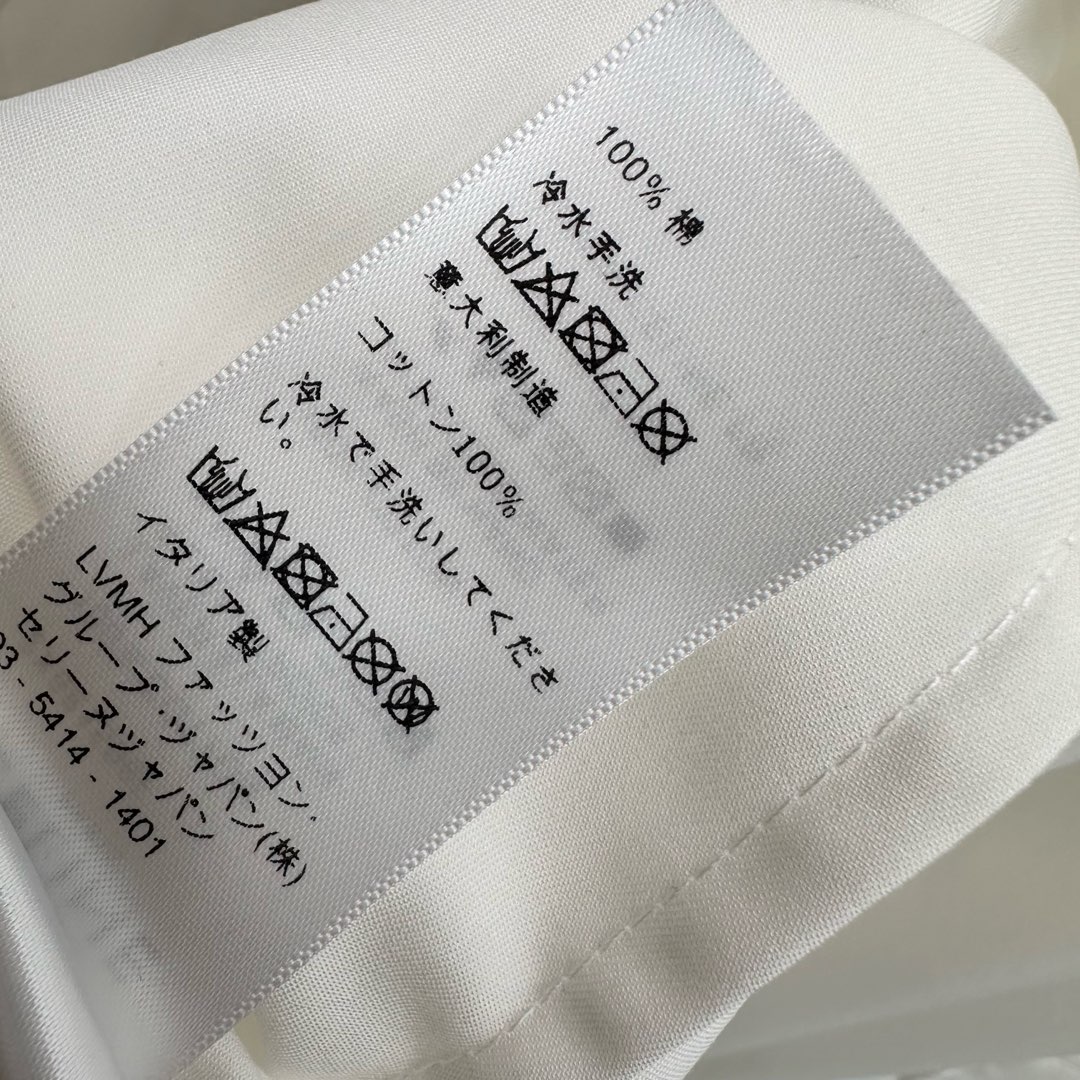 100% 棉
冷水手洗
意大利制造
コットン100%
冷水で手洗いしてくださ
い。
イタリア製
LVMH ファッツヨン.
グループ・ジャパン(株)
セリーヌジャパン
03 - 5414 - 1401